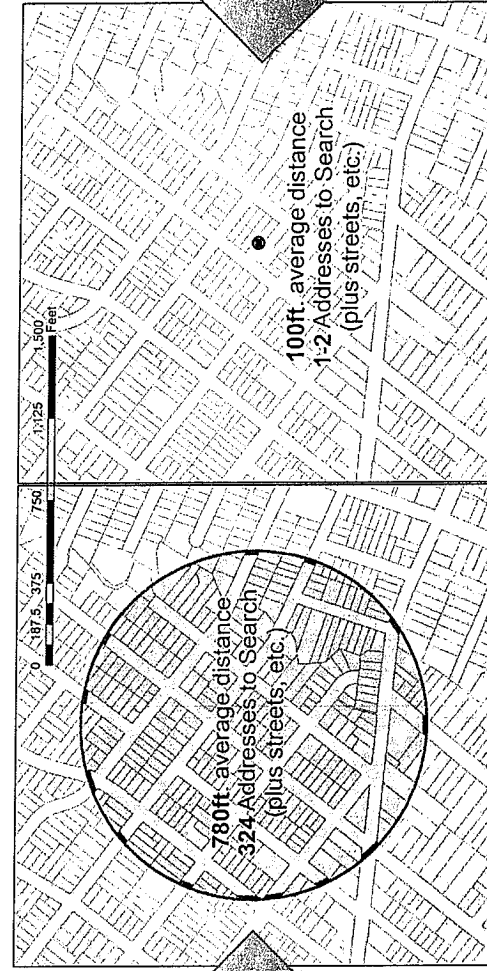 0 187.5 375 750 1,125 1,500
Feet
780ft. average distance
324 Addresses to Search
(plus streets, etc.)
100ft. average distance
1-2 Addresses to Search
(plus streets, etc.)